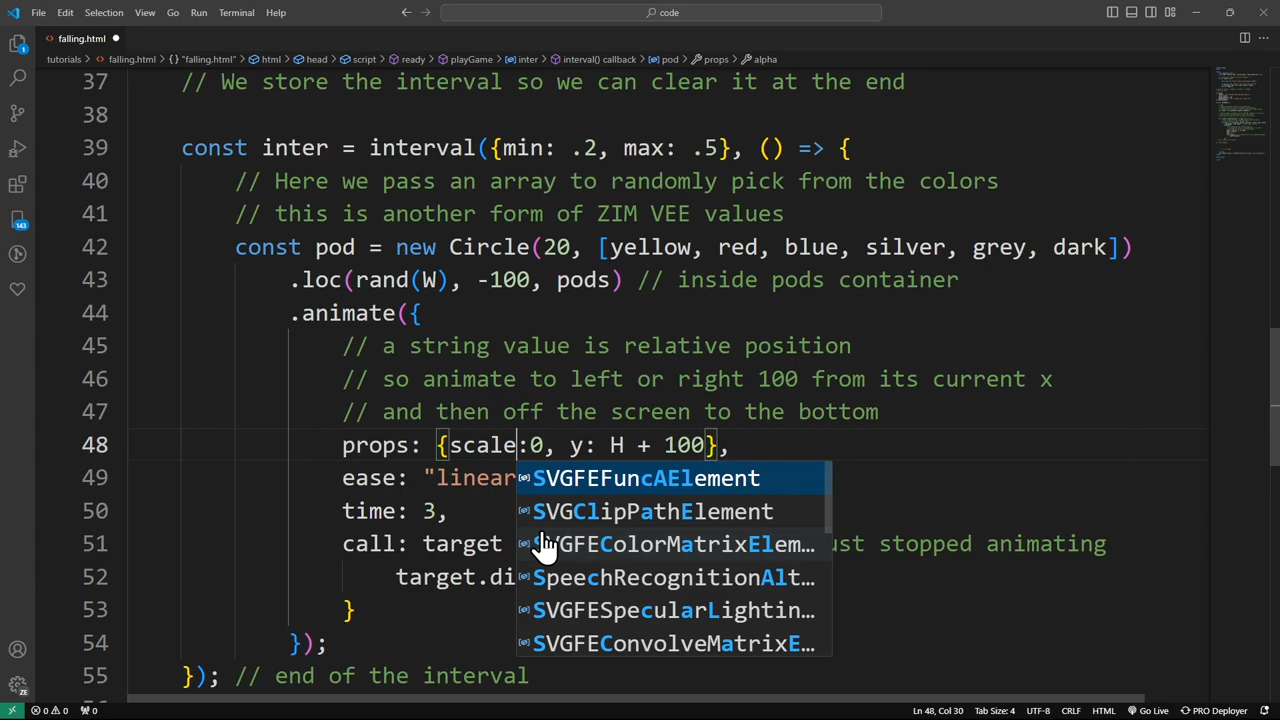 File Edit Selection View Go Run Terminal Help
code
falling.html
tutorials falling.html "falling.html" html head script ready playGame inter interval() callback pod props alpha
37 // We store the interval so we can clear it at the end
38
39 const inter = interval({min: .2, max: .5}, () => {
40 // Here we pass an array to randomly pick from the colors
41 // this is another form of ZIM VEE values
42 const pod = new Circle(20, [yellow, red, blue, silver, grey, dark])
43 .loc(rand(W), -100, pods) // inside pods container
44 .animate({
45 // a string value is relative position
46 // so animate to left or right 100 from its current x
47 // and then off the screen to the bottom
48 props: {scale:0, y: H + 100},
49 ease: "linear
SVGFEFuncAElement
50 time: 3,
SVGClipPathElement
51 call: target
SVGFEColorMatrixElem… ust stopped animating
52 target.di
SpeechRecognitionAlt…
53 }
SVGFESpecularLightin…
54 });
SVGFEConvolveMatrixE…
55 }); // end of the interval
1
143
0 0 0 Ln 48, Col 30 Tab Size: 4 UTF-8 CRLF HTML Go Live PRO Deployer